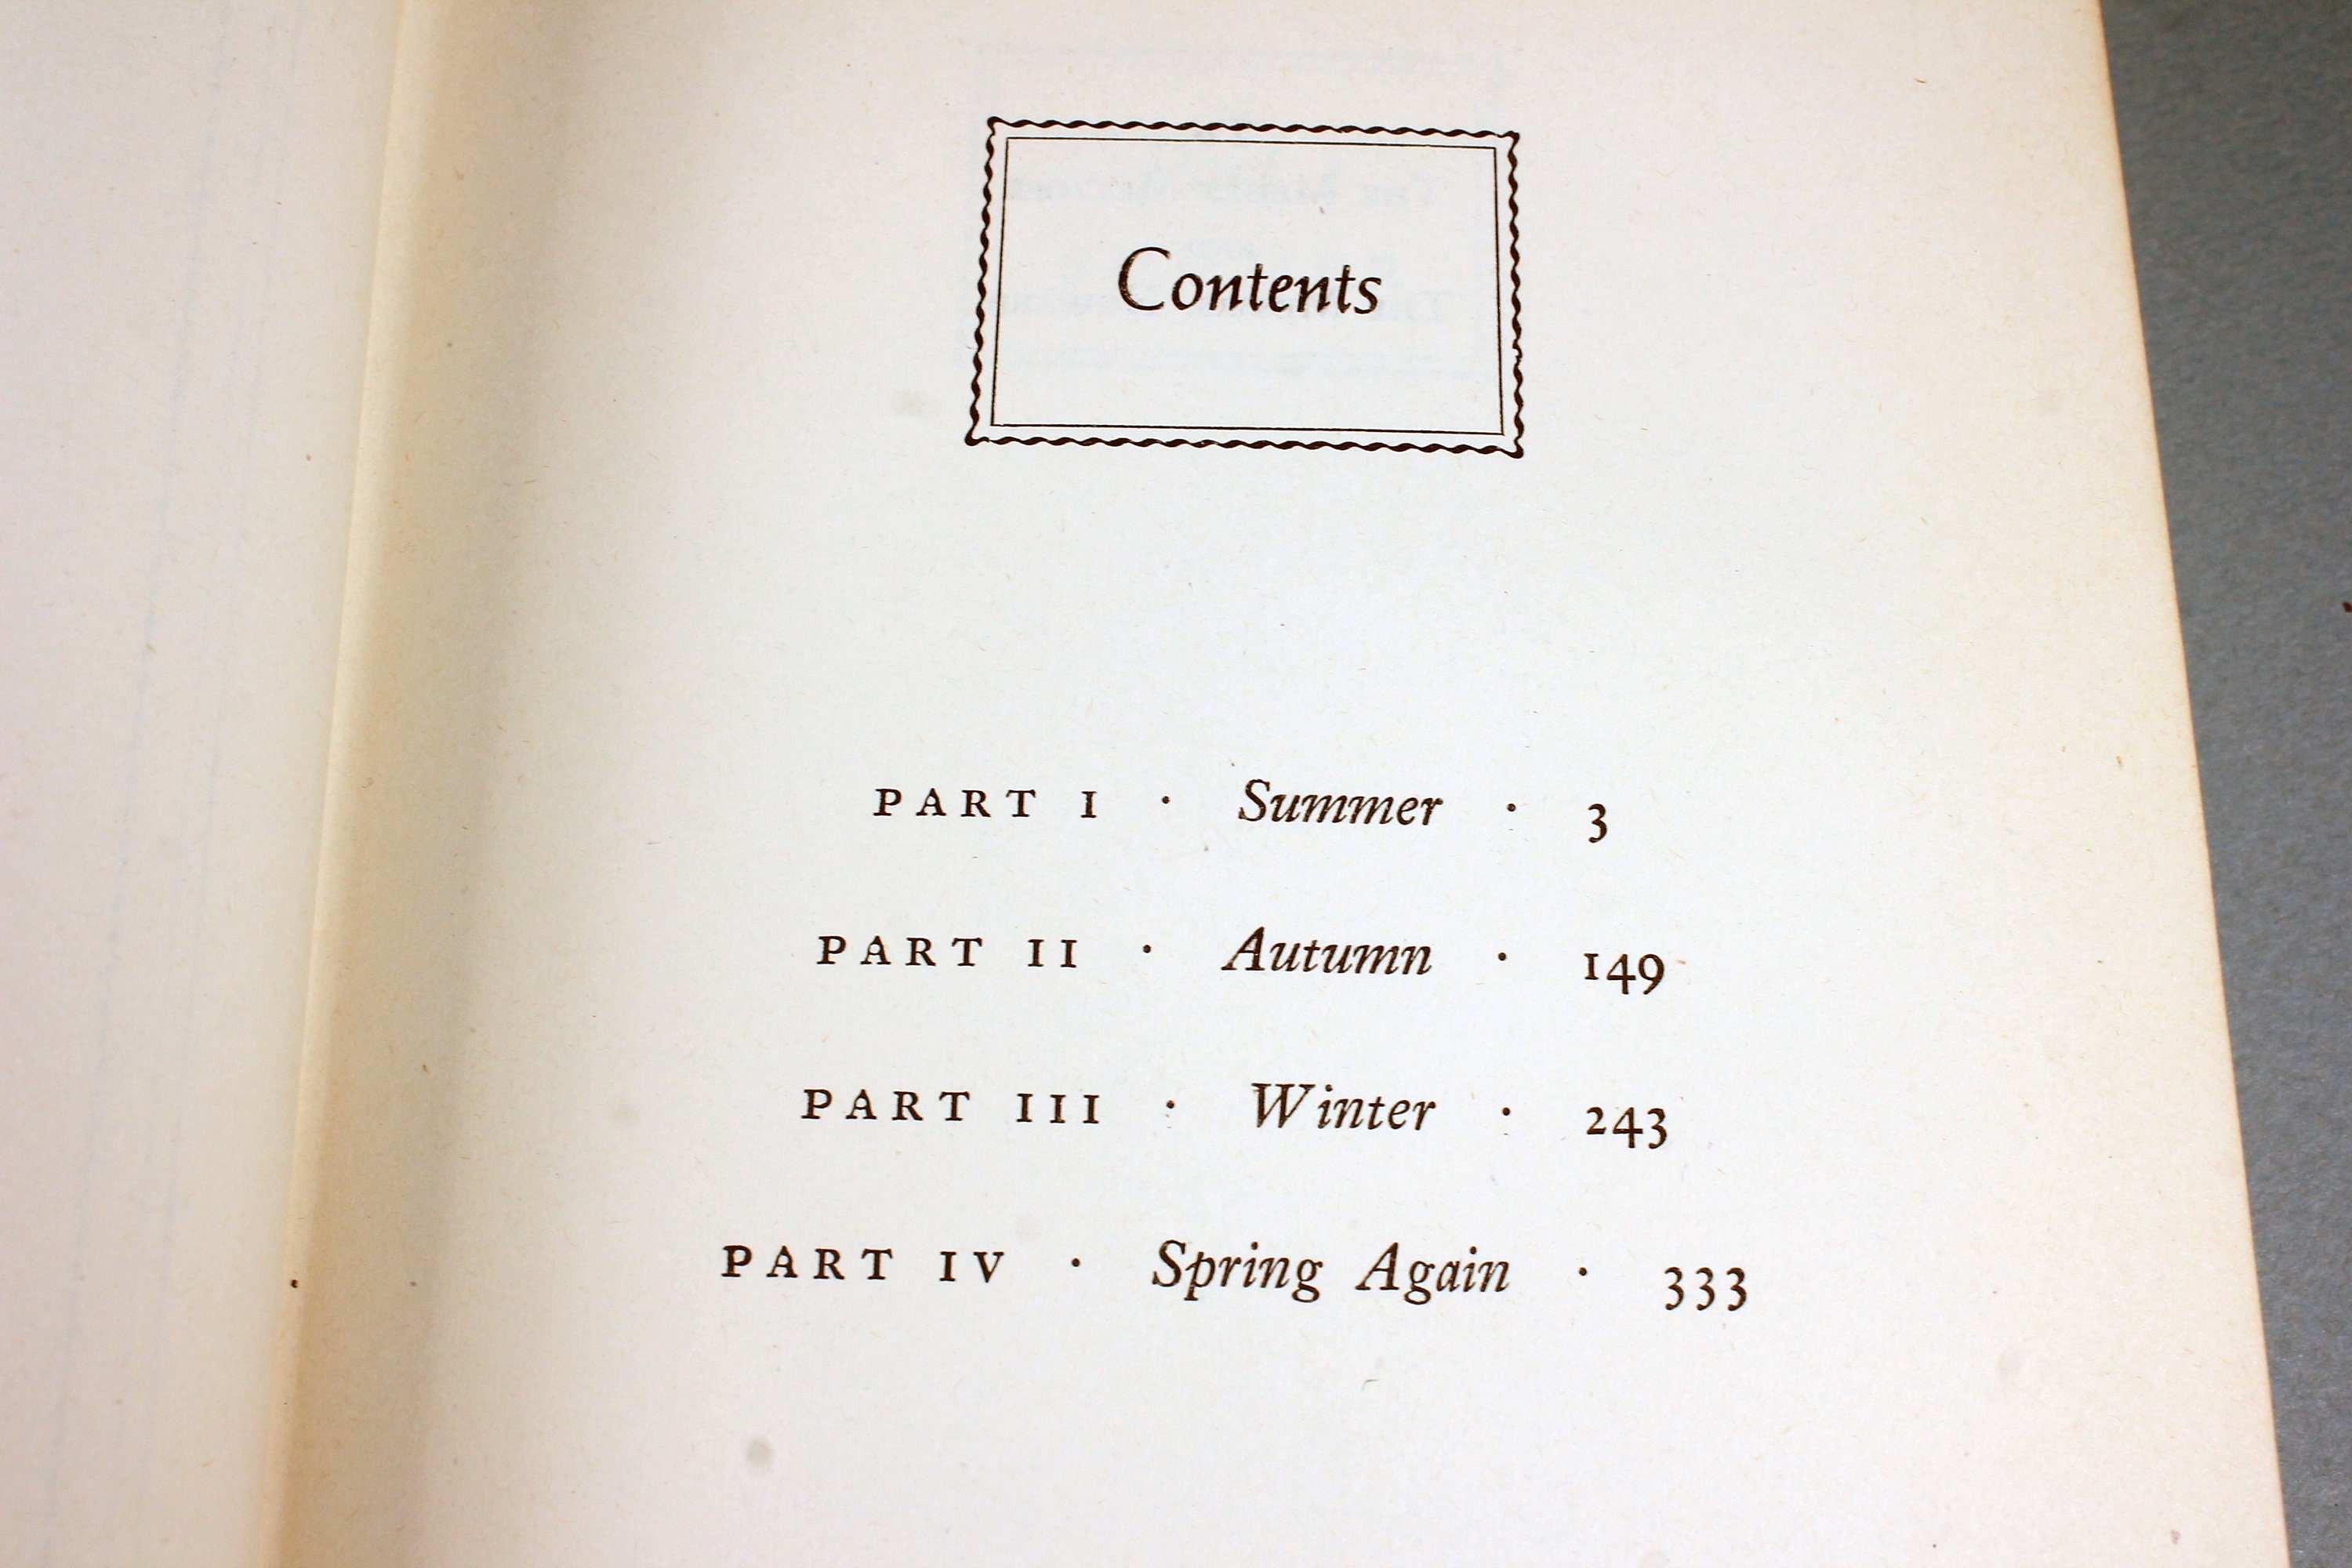 Contents
PART I · Summer · 3
PART II · Autumn · 149
PART III · Winter · 243
PART IV · Spring Again · 333